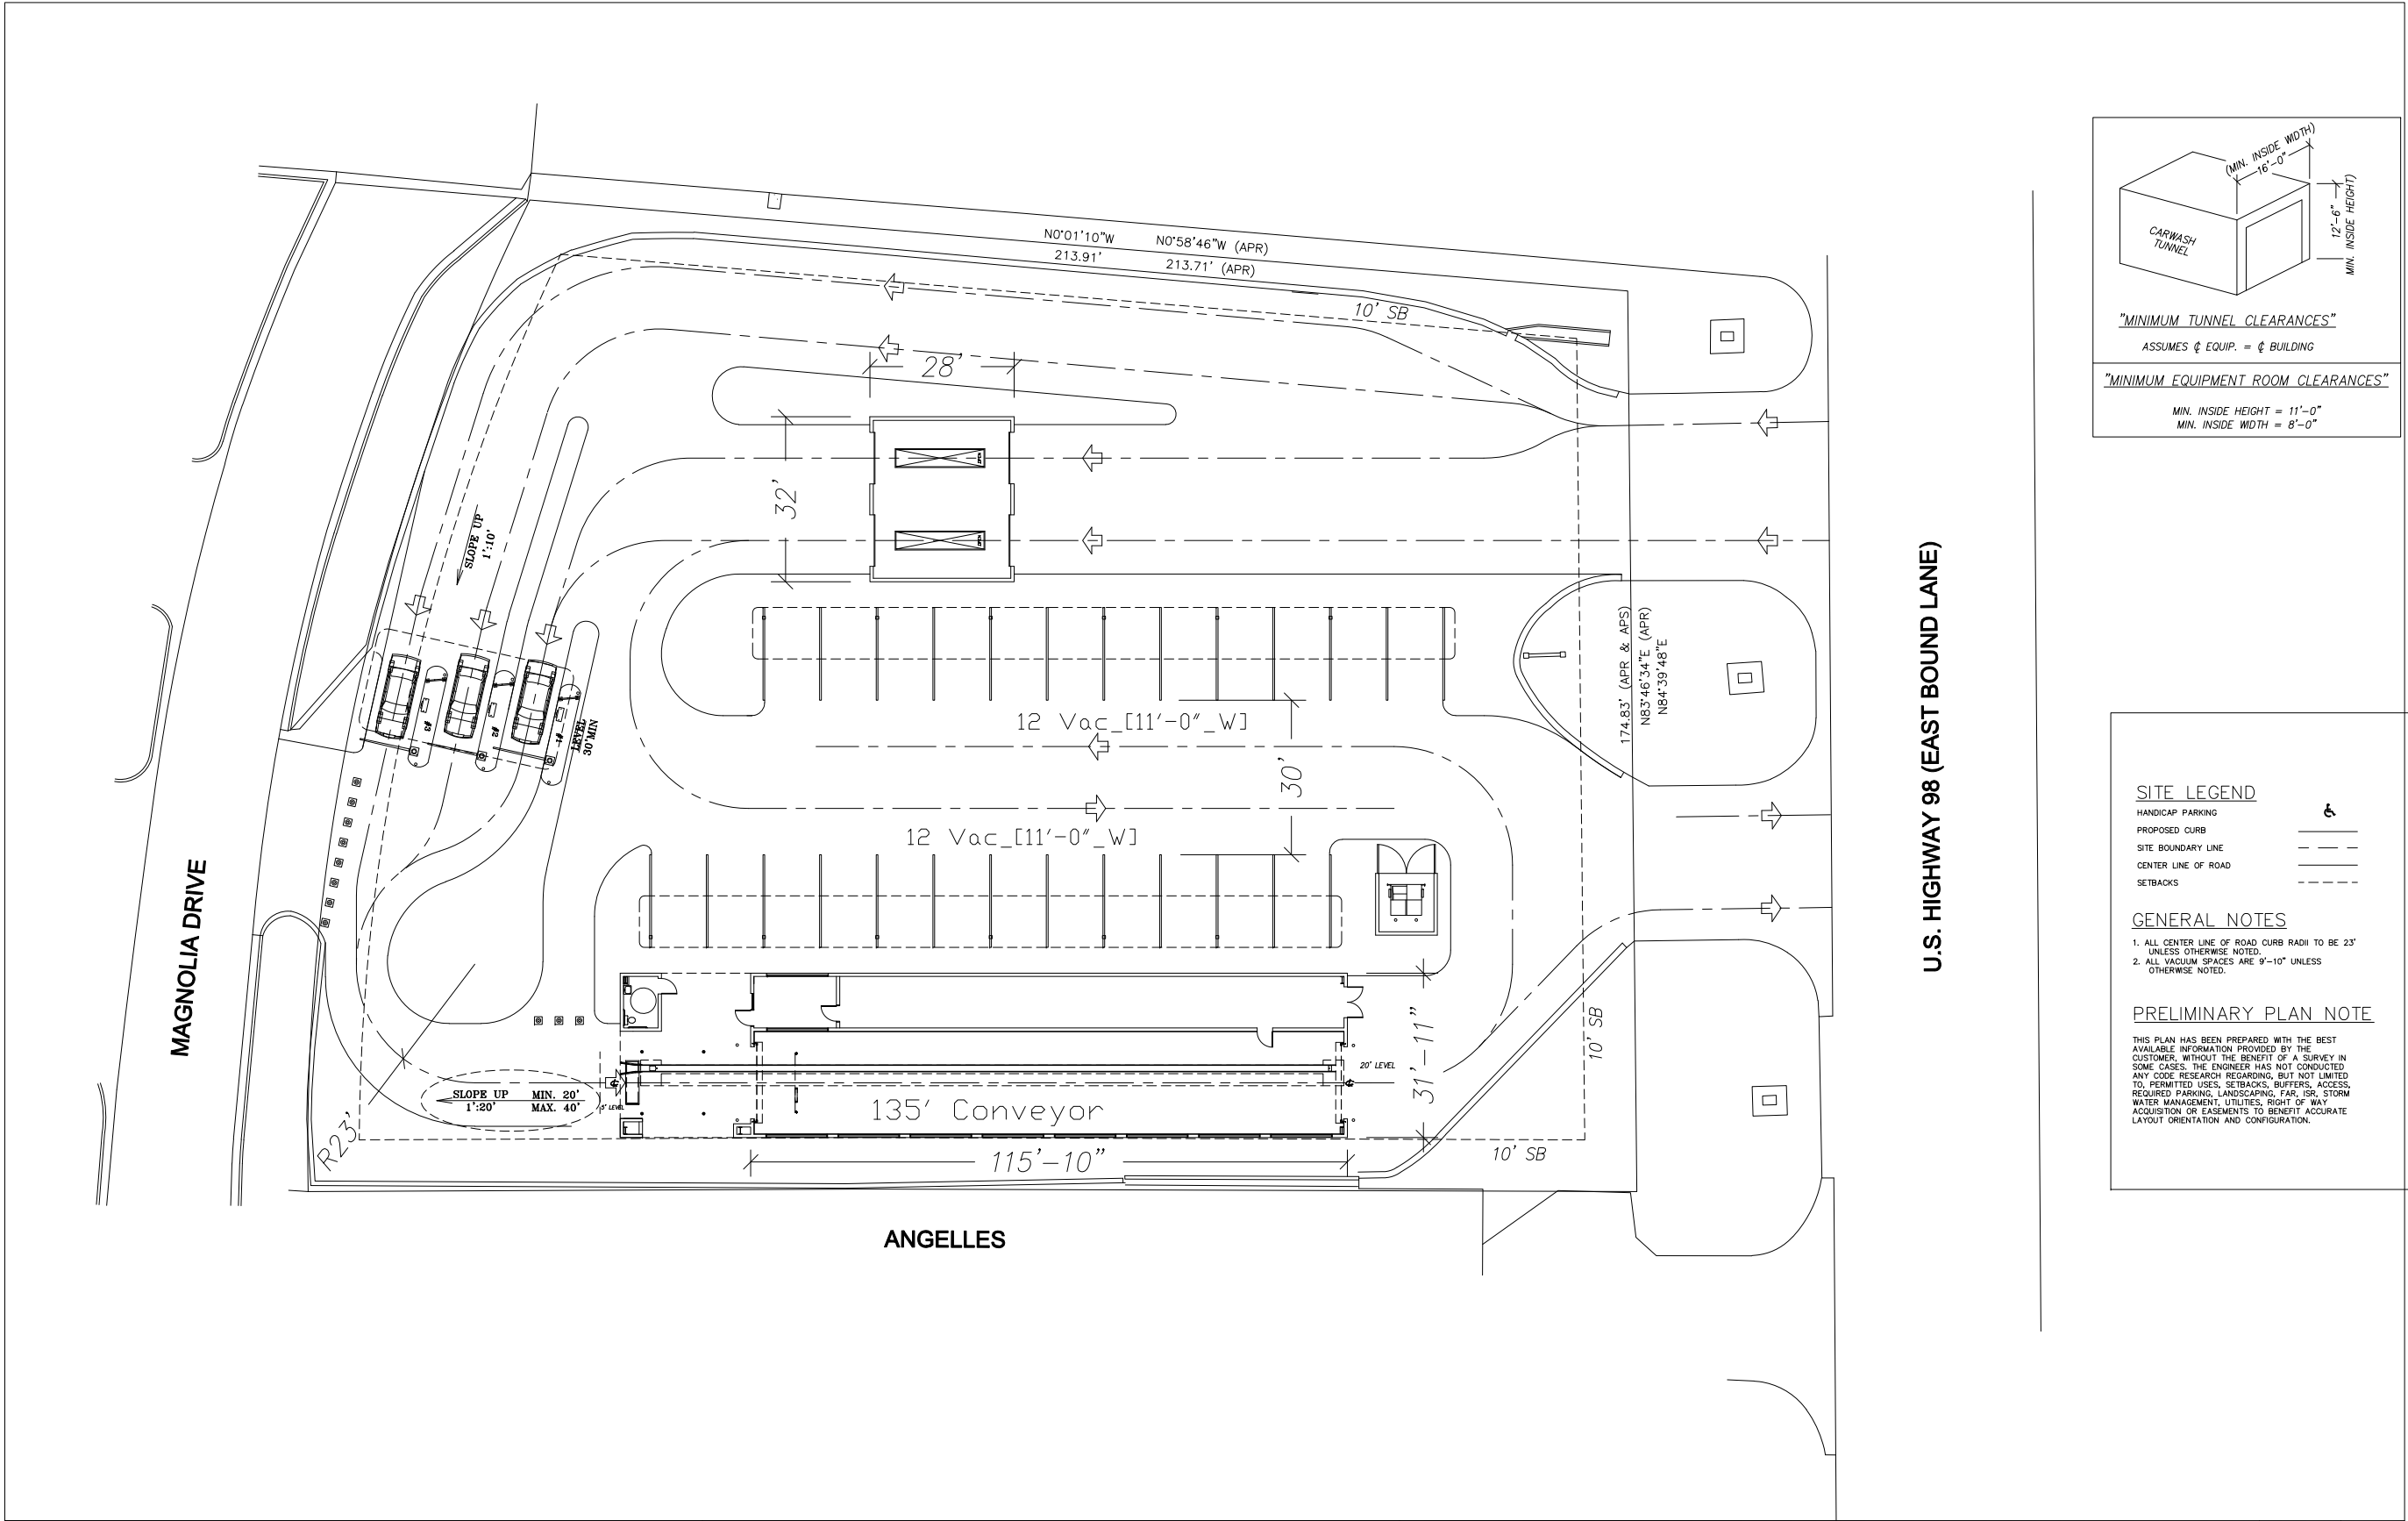 N0°01'10"W N0°58'46"W (APR)
213.91' 213.71' (APR)
10' SB
28'
32'
SLOPE UP
1':10'
#3
#2
#1
LEVEL
30'MIN
12 Vac_[11'-0"_W]
30'
12 Vac_[11'-0"_W]
174.83' (APR & APS)
N83°46'34"E (APR)
N84°39'48"E
MAGNOLIA DRIVE
U.S. HIGHWAY 98 (EAST BOUND LANE)
31'-11"
10' SB
20' LEVEL
SLOPE UP MIN. 20'
1':20' MAX. 40'
5' LEVEL
135' Conveyor
R23'
115'-10"
10' SB
ANGELLES
(MIN. INSIDE WIDTH)
16'-0"
12'-6"
MIN. INSIDE HEIGHT)
CARWASH
TUNNEL
"MINIMUM TUNNEL CLEARANCES"
ASSUMES ℄ EQUIP. = ℄ BUILDING
"MINIMUM EQUIPMENT ROOM CLEARANCES"
MIN. INSIDE HEIGHT = 11'-0"
MIN. INSIDE WIDTH = 8'-0"
SITE LEGEND
HANDICAP PARKING
PROPOSED CURB
SITE BOUNDARY LINE
CENTER LINE OF ROAD
SETBACKS
GENERAL NOTES
1. ALL CENTER LINE OF ROAD CURB RADII TO BE 23'
UNLESS OTHERWISE NOTED.
2. ALL VACUUM SPACES ARE 9'-10" UNLESS
OTHERWISE NOTED.
PRELIMINARY PLAN NOTE
THIS PLAN HAS BEEN PREPARED WITH THE BEST
AVAILABLE INFORMATION PROVIDED BY THE
CUSTOMER, WITHOUT THE BENEFIT OF A SURVEY IN
SOME CASES. THE ENGINEER HAS NOT CONDUCTED
ANY CODE RESEARCH REGARDING, BUT NOT LIMITED
TO, PERMITTED USES, SETBACKS, BUFFERS, ACCESS,
REQUIRED PARKING, LANDSCAPING, FAR, ISR, STORM
WATER MANAGEMENT, UTILITIES, RIGHT OF WAY
ACQUISITION OR EASEMENTS TO BENEFIT ACCURATE
LAYOUT ORIENTATION AND CONFIGURATION.